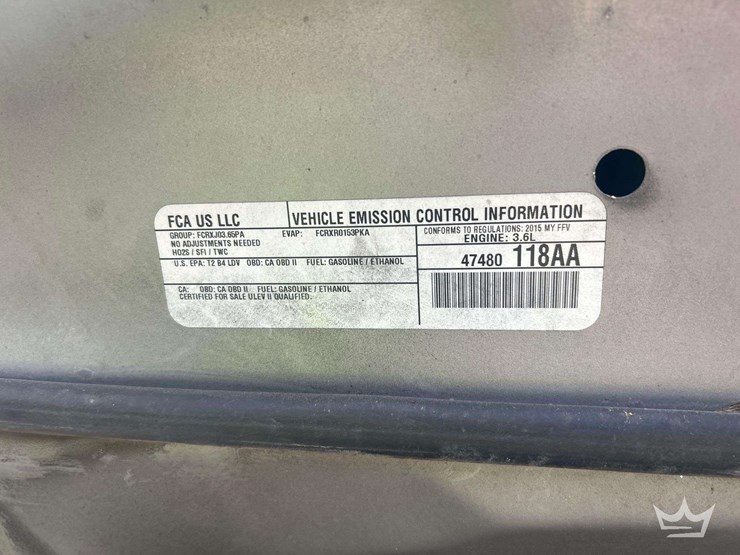 FCA US LLC
VEHICLE EMISSION CONTROL INFORMATION
GROUP: FCRXJ03.65PA EVAP: FCRXR0153PKA
NO ADJUSTMENTS NEEDED
HO2S / SFI / TWC
CONFORMS TO REGULATIONS: 2015 MY FFV
ENGINE: 3.6L
U.S. EPA: T2 B4 LDV OBD: CA OBD II FUEL: GASOLINE / ETHANOL
47480 118AA
CA: OBD: CA OBD II FUEL: GASOLINE / ETHANOL
CERTIFIED FOR SALE ULEV II QUALIFIED.